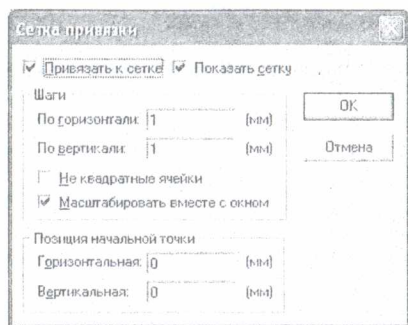 Сетка привязки
Привязать к сетке Показать сетку
Шаги
По горизонтали: 1 (мм)
По вертикали: 1 (мм)
Не квадратные ячейки
Масштабировать вместе с окном
OK
Отмена
Позиция начальной точки
Горизонтальная: 0 (мм)
Вертикальная: 0 (мм)